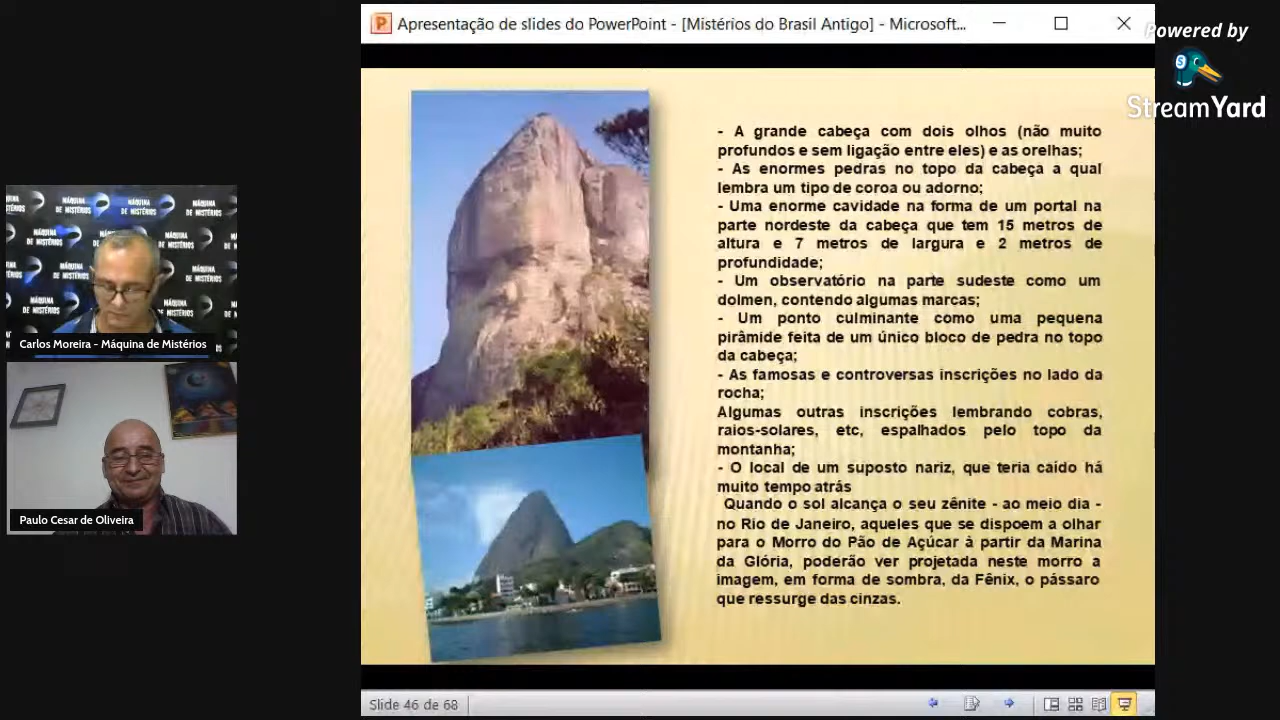 Apresentação de slides do PowerPoint - [Mistérios do Brasil Antigo] - Microsoft...
Powered by
StreamYard
- A grande cabeça com dois olhos (não muito
profundos e sem ligação entre eles) e as orelhas;
- As enormes pedras no topo da cabeça a qual
lembra um tipo de coroa ou adorno;
- Uma enorme cavidade na forma de um portal na
parte nordeste da cabeça que tem 15 metros de
altura e 7 metros de largura e 2 metros de
profundidade;
- Um observatório na parte sudeste como um
dolmen, contendo algumas marcas;
- Um ponto culminante como uma pequena
pirâmide feita de um único bloco de pedra no topo
da cabeça;
- As famosas e controversas inscrições no lado da
rocha;
Algumas outras inscrições lembrando cobras,
raios-solares, etc, espalhados pelo topo da
montanha;
- O local de um suposto nariz, que teria caído há
muito tempo atrás
Quando o sol alcança o seu zênite - ao meio dia -
no Rio de Janeiro, aqueles que se dispoem a olhar
para o Morro do Pão de Açúcar à partir da Marina
da Glória, poderão ver projetada neste morro a
imagem, em forma de sombra, da Fênix, o pássaro
que ressurge das cinzas.
MÁQUINA
DE MISTÉRIOS
Carlos Moreira - Máquina de Mistérios
Paulo Cesar de Oliveira
Slide 46 de 68